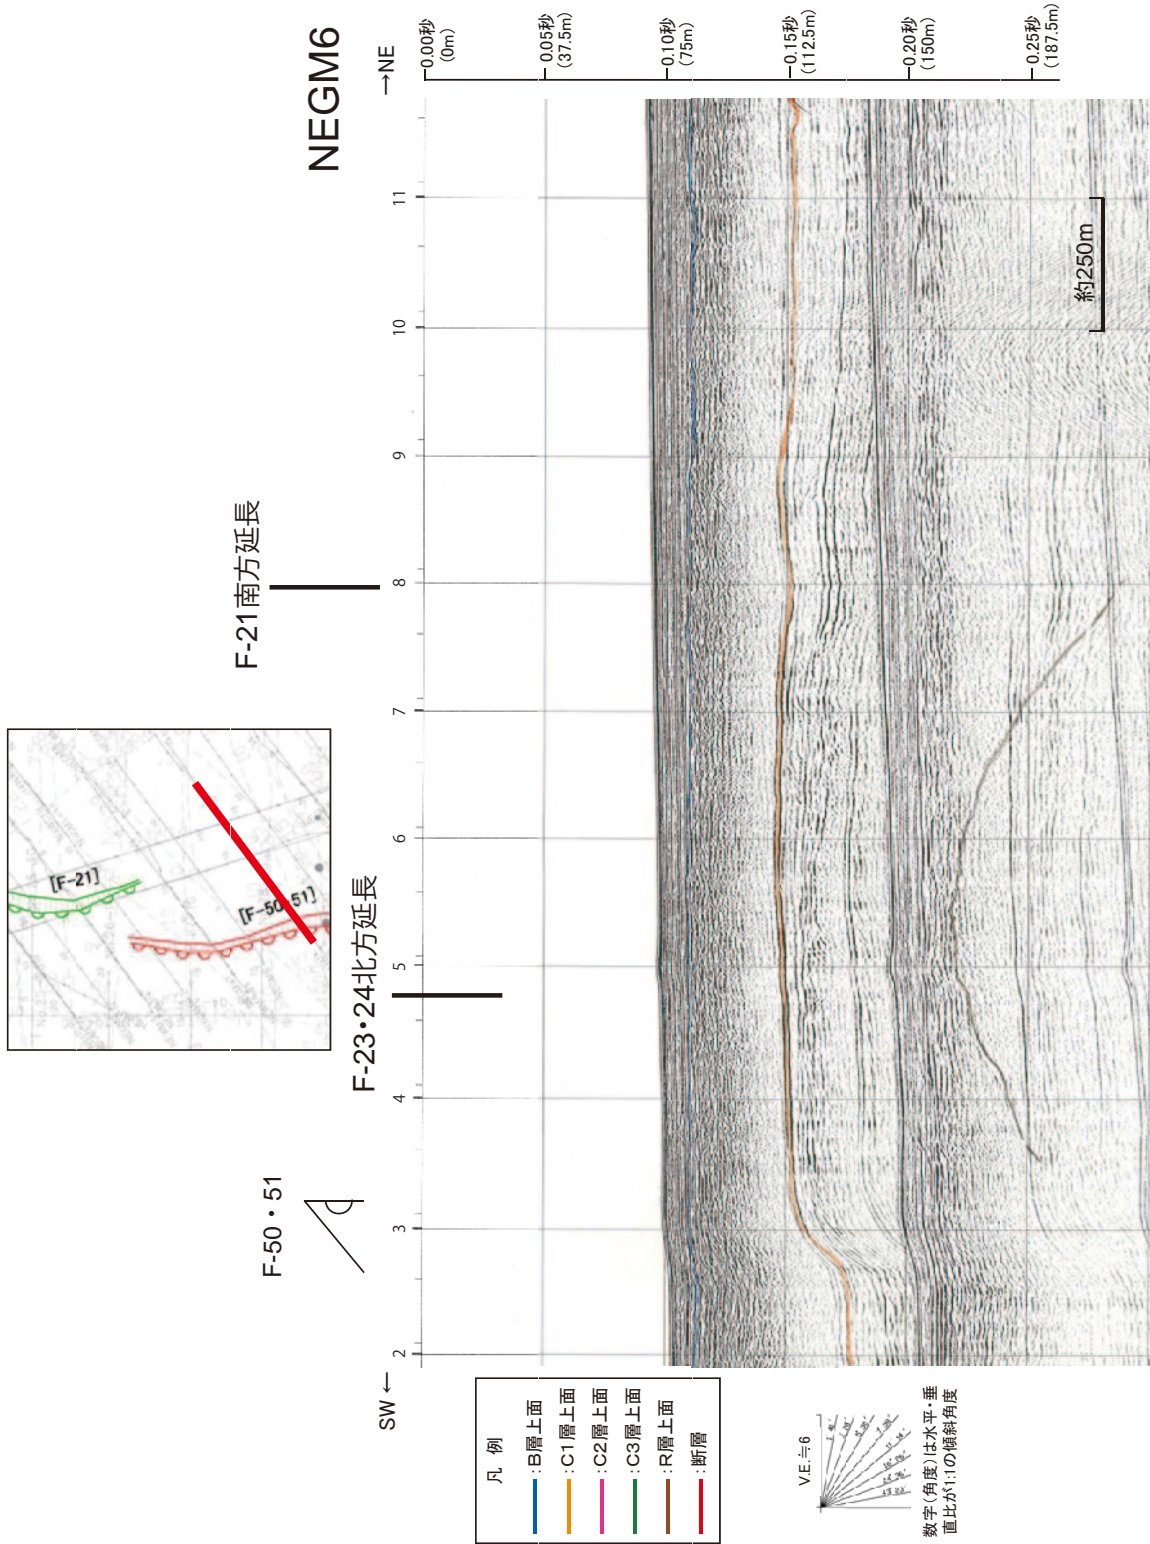 NEGM6
F-21南方延長
F-23・24北方延長
F-50・51
[F-21]
[F-50・51]
SW ←
→NE
2
3
4
5
6
7
8
9
10
11
0.00秒
(0m)
0.05秒
(37.5m)
0.10秒
(75m)
0.15秒
(112.5m)
0.20秒
(150m)
0.25秒
(187.5m)
約250m
凡 例
:B層上面
:C1層上面
:C2層上面
:C3層上面
:R層上面
:断層
V.E.≒6
数字(角度)は水平・垂
直比が1:1の傾斜角度